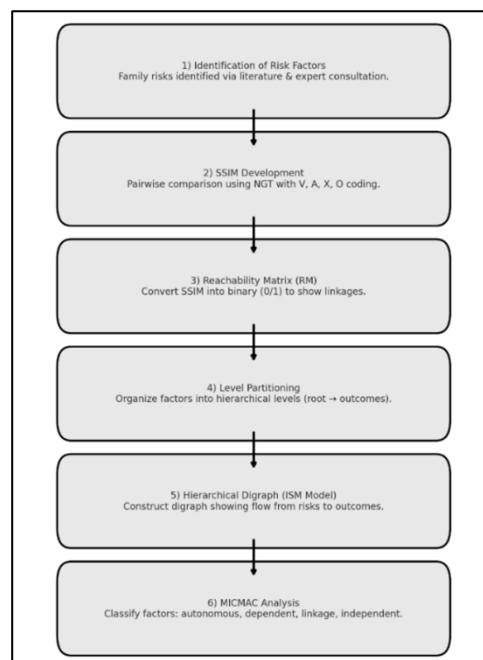 1) Identification of Risk Factors
Family risks identified via literature & expert consultation.
2) SSIM Development
Pairwise comparison using NGT with V, A, X, O coding.
3) Reachability Matrix (RM)
Convert SSIM into binary (0/1) to show linkages.
4) Level Partitioning
Organize factors into hierarchical levels (root → outcomes).
5) Hierarchical Digraph (ISM Model)
Construct digraph showing flow from risks to outcomes.
6) MICMAC Analysis
Classify factors: autonomous, dependent, linkage, independent.